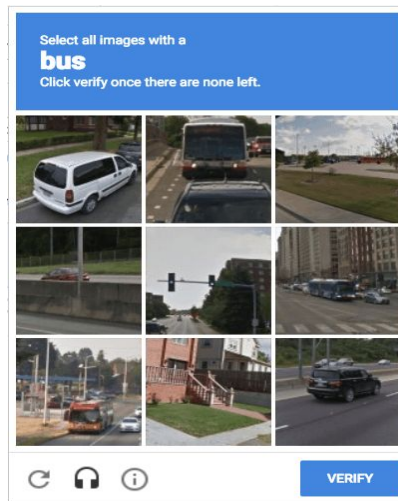 Select all images with a
bus
Click verify once there are none left.
VERIFY